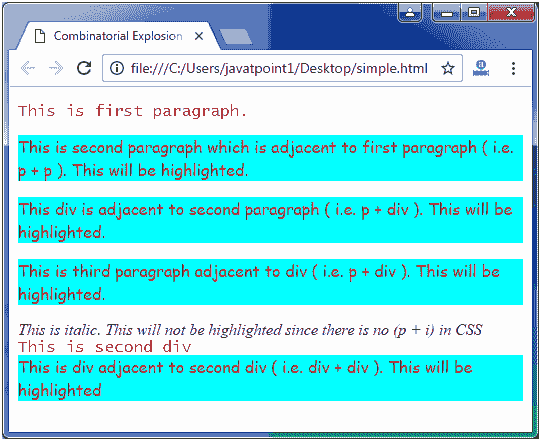 Combinatorial Explosion
file:///C:/Users/javatpoint1/Desktop/simple.html
This is first paragraph.
This is second paragraph which is adjacent to first paragraph ( i.e.
p + p ). This will be highlighted.
This div is adjacent to second paragraph ( i.e. p + div ). This will be
highlighted.
This is third paragraph adjacent to div ( i.e. p + div ). This will be
highlighted.
This is italic. This will not be highlighted since there is no (p + i) in CSS
This is second div
This is div adjacent to second div ( i.e. div + div ). This will be
highlighted